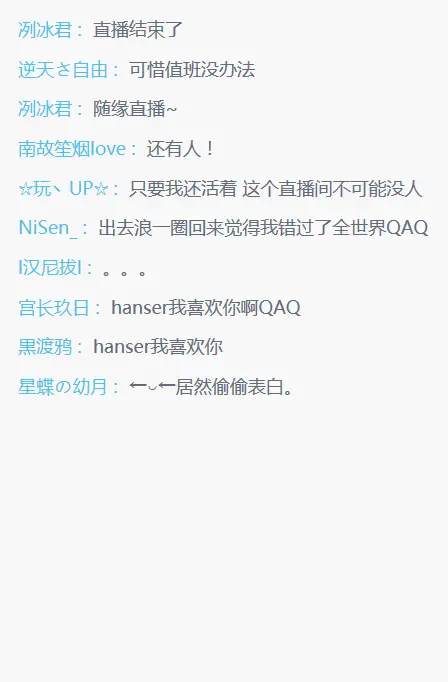 冽冰君： 直播结束了
逆天さ自由： 可惜值班没办法
冽冰君： 随缘直播~
南故笙烟love： 还有人！
☆玩丶UP☆： 只要我还活着 这个直播间不可能没人
NiSen_： 出去浪一圈回来觉得我错过了全世界QAQ
I汉尼拔I： 。。。
宫长玖日： hanser我喜欢你啊QAQ
黒渡鸦： hanser我喜欢你
星蝶の幼月： ←ᴗ←居然偷偷表白。